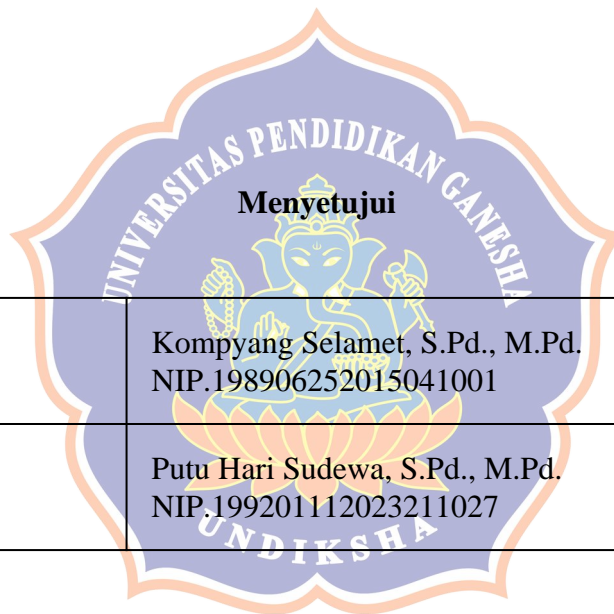 UNIVERSITAS PENDIDIKAN GANESHA
Menyetujui
Kompyang Selamet, S.Pd., M.Pd.
NIP.198906252015041001
Putu Hari Sudewa, S.Pd., M.Pd.
NIP.199201112023211027
UNDIKSHA